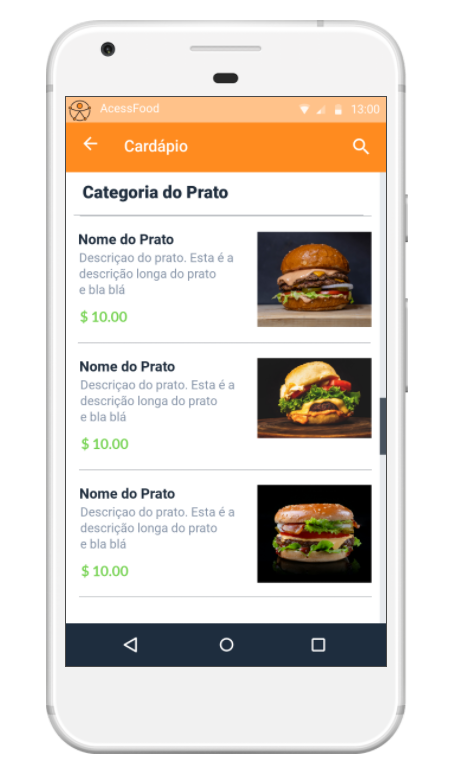 AcessFood 13:00
Cardápio
Categoria do Prato
Nome do Prato
Descriçao do prato. Esta é a
descrição longa do prato
e bla blá
$ 10.00
Nome do Prato
Descriçao do prato. Esta é a
descrição longa do prato
e bla blá
$ 10.00
Nome do Prato
Descriçao do prato. Esta é a
descrição longa do prato
e bla blá
$ 10.00